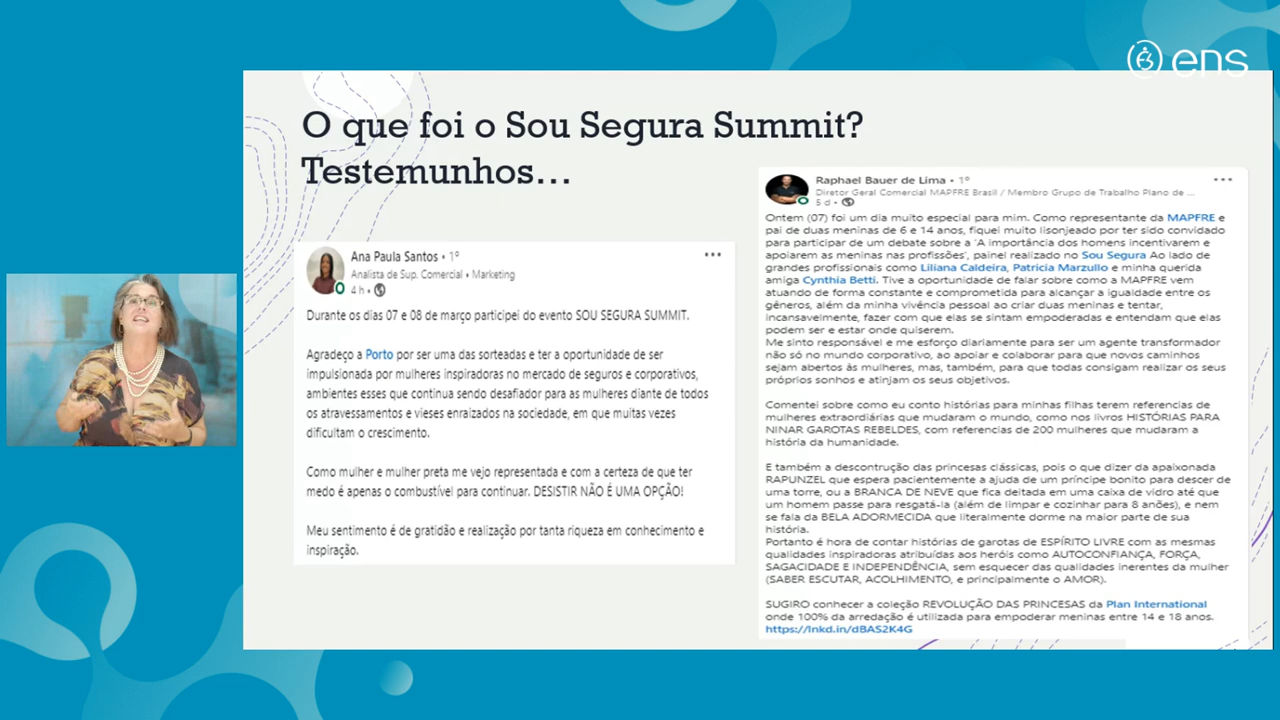 ens
O que foi o Sou Segura Summit?
Testemunhos...
Ana Paula Santos • 1º
Analista de Sup. Comercial • Marketing
4 h •
Durante os dias 07 e 08 de março participei do evento SOU SEGURA SUMMIT.
Agradeço a Porto por ser uma das sorteadas e ter a oportunidade de ser
impulsionada por mulheres inspiradoras no mercado de seguros e corporativos,
ambientes esses que continua sendo desafiador para as mulheres diante de todos
os atravessamentos e vieses enraizados na sociedade, em que muitas vezes
dificultam o crescimento.
Como mulher e mulher preta me vejo representada e com a certeza de que ter
medo é apenas o combustível para continuar. DESISTIR NÃO É UMA OPÇÃO!
Meu sentimento é de gratidão e realização por tanta riqueza em conhecimento e
inspiração.
Raphael Bauer de Lima • 1º
Diretor Geral Comercial MAPFRE Brasil / Membro Grupo de Trabalho Plano de ...
5 d •
Ontem (07) foi um dia muito especial para mim. Como representante da MAPFRE e
pai de duas meninas de 6 e 14 anos, fiquei muito lisonjeado por ter sido convidado
para participar de um debate sobre a 'A importância dos homens incentivarem e
apoiarem as meninas nas profissões', painel realizado no Sou Segura Ao lado de
grandes profissionais como Liliana Caldeira, Patricia Marzullo e minha querida
amiga Cynthia Betti. Tive a oportunidade de falar sobre como a MAPFRE vem
atuando de forma constante e comprometida para alcançar a igualdade entre os
gêneros, além da minha vivência pessoal ao criar duas meninas e tentar,
incansavelmente, fazer com que elas se sintam empoderadas e entendam que elas
podem ser e estar onde quiserem.
Me sinto responsável e me esforço diariamente para ser um agente transformador
não só no mundo corporativo, ao apoiar e colaborar para que novos caminhos
sejam abertos às mulheres, mas, também, para que todas consigam realizar os seus
próprios sonhos e atinjam os seus objetivos.
Comentei sobre como eu conto histórias para minhas filhas terem referencias de
mulheres extraordiárias que mudaram o mundo, como nos livros HISTÓRIAS PARA
NINAR GAROTAS REBELDES, com referencias de 200 mulheres que mudaram a
história da humanidade.
E também a descontrução das princesas clássicas, pois o que dizer da apaixonada
RAPUNZEL que espera pacientemente a ajuda de um príncipe bonito para descer de
uma torre, ou a BRANCA DE NEVE que fica deitada em uma caixa de vidro até que
um homem passe para resgatá-la (além de limpar e cozinhar para 8 anões), e nem
se fala da BELA ADORMECIDA que literalmente dorme na maior parte de sua
história.
Portanto é hora de contar histórias de garotas de ESPÍRITO LIVRE com as mesmas
qualidades inspiradoras atribuídas aos heróis como AUTOCONFIANÇA, FORÇA,
SAGACIDADE E INDEPENDÊNCIA, sem esquecer das qualidades inerentes da mulher
(SABER ESCUTAR, ACOLHIMENTO, e principalmente o AMOR).
SUGIRO conhecer a coleção REVOLUÇÃO DAS PRINCESAS da Plan International
onde 100% da arredação é utilizada para empoderar meninas entre 14 e 18 anos.
https://lnkd.in/dBAS2K4G